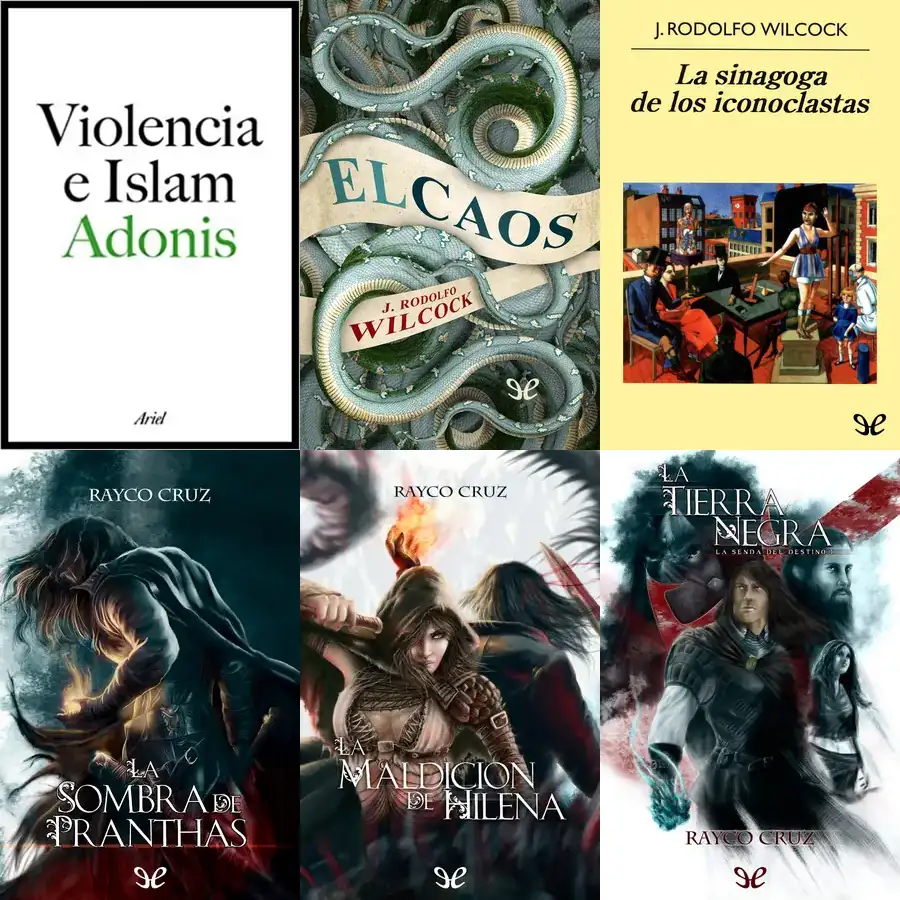 Violencia
e Islam
Adonis
Ariel
EL CAOS
J. RODOLFO
WILCOCK
J. RODOLFO WILCOCK
La sinagoga
de los iconoclastas
RAYCO CRUZ
LA
SOMBRA DE
PRANTHAS
RAYCO CRUZ
LA
MALDICION
DE HILENA
LA
TIERRA
NEGRA
LA SENDA DEL DESTINO
RAYCO CRUZ